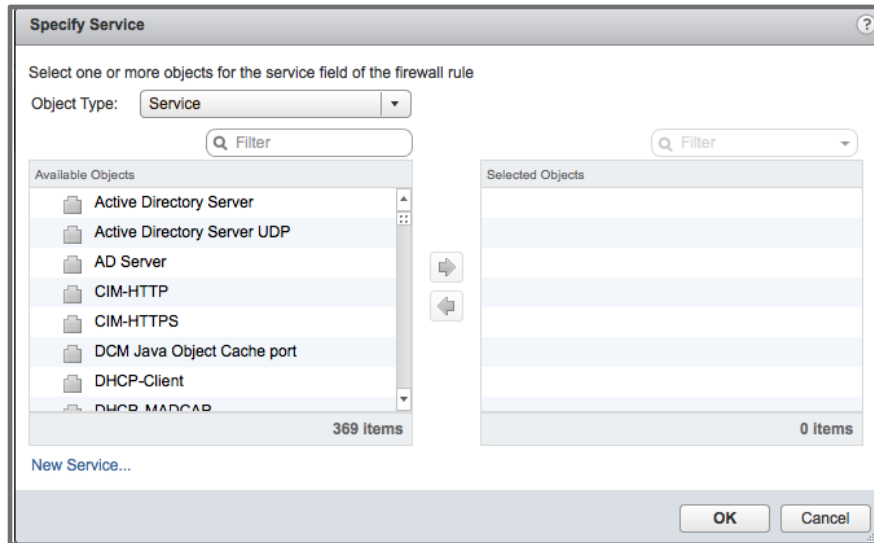 Specify Service
?
Select one or more objects for the service field of the firewall rule
Object Type: Service
Filter
Filter
Available Objects
Selected Objects
Active Directory Server
Active Directory Server UDP
AD Server
CIM-HTTP
CIM-HTTPS
DCM Java Object Cache port
DHCP-Client
DHCP-MADCAP
369 items
0 items
New Service...
OK
Cancel